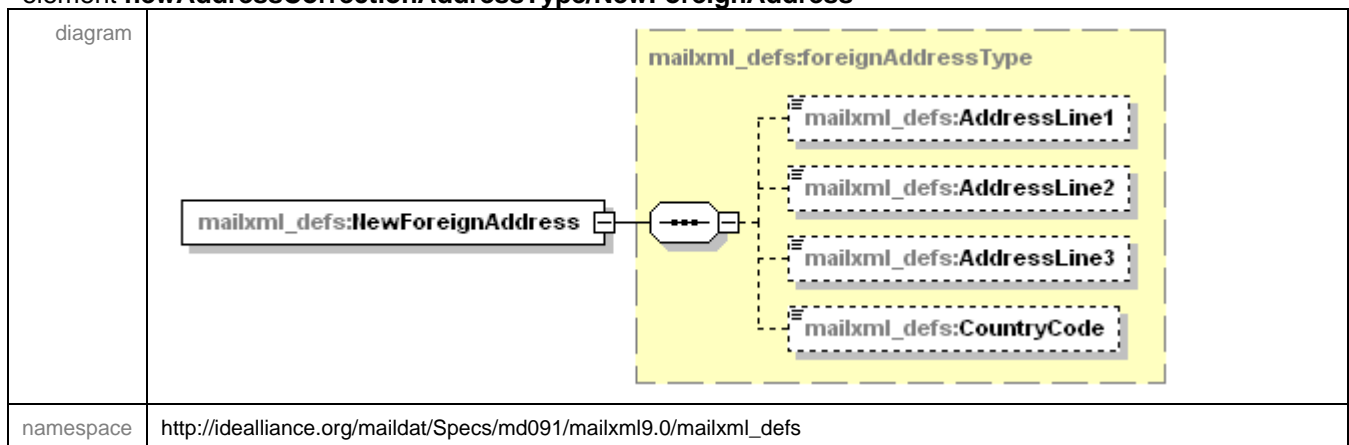 element newAddressCorrectionAddressType/NewForeignAddress
diagram
mailxml_defs:foreignAddressType
mailxml_defs:AddressLine1
mailxml_defs:AddressLine2
mailxml_defs:NewForeignAddress
mailxml_defs:AddressLine3
mailxml_defs:CountryCode
namespace http://idealliance.org/maildat/Specs/md091/mailxml9.0/mailxml_defs